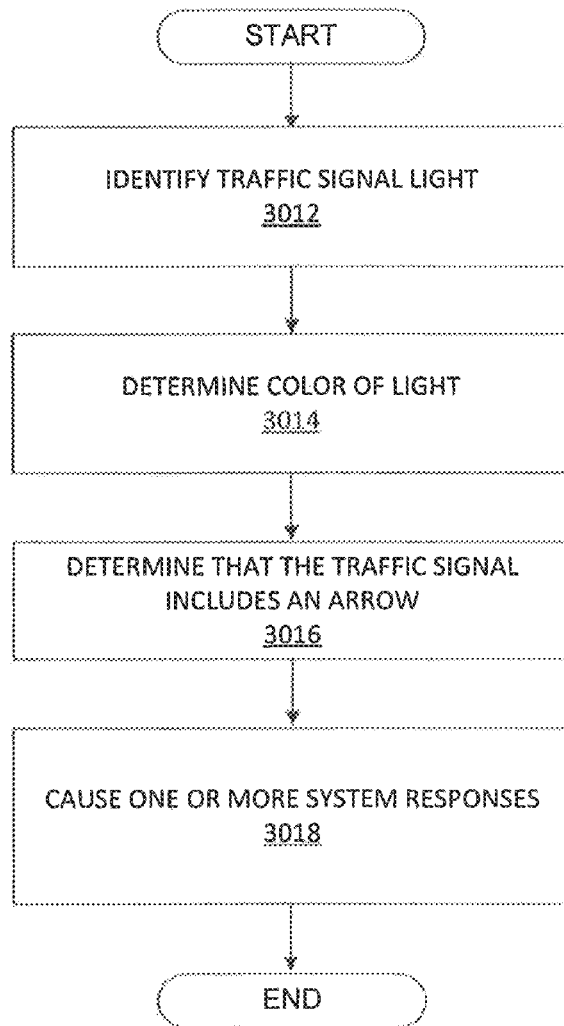 START
IDENTIFY TRAFFIC SIGNAL LIGHT
3012
DETERMINE COLOR OF LIGHT
3014
DETERMINE THAT THE TRAFFIC SIGNAL
INCLUDES AN ARROW
3016
CAUSE ONE OR MORE SYSTEM RESPONSES
3018
END